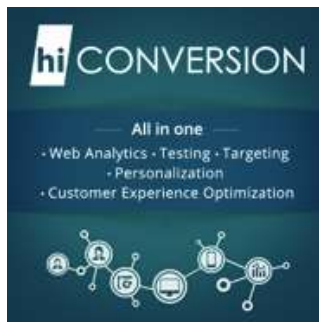 hi CONVERSION
All in one
• Web Analytics • Testing • Targeting
• Personalization
• Customer Experience Optimization